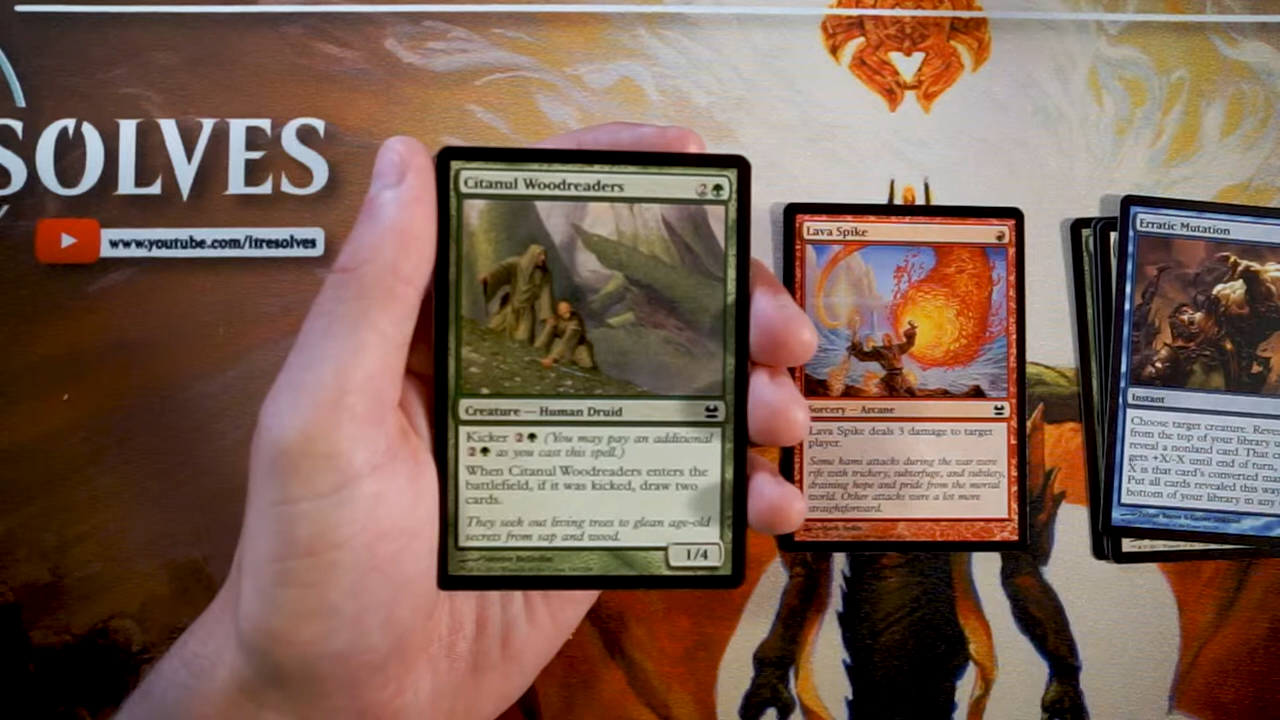 SOLVES
www.youtube.com/itresolves
Citanul Woodreaders
2
Creature — Human Druid
Kicker 2 (You may pay an additional
2 as you cast this spell.)
When Citanul Woodreaders enters the
battlefield, if it was kicked, draw two
cards.
They seek out living trees to glean age-old
secrets from sap and wood.
1/4
Lava Spike
Sorcery — Arcane
Lava Spike deals 3 damage to target
player.
Some kami attacks during the war were
rife with trickery, subterfuge, and subtlety,
draining hope and pride from the mortal
world. Other attacks were a lot more
straightforward.
Erratic Mutation
Instant
Choose target creature. Revea
from the top of your library u
reveal a nonland card. That c
gets +X/-X until end of turn,
X is that card's converted ma
Put all cards revealed this way
bottom of your library in any